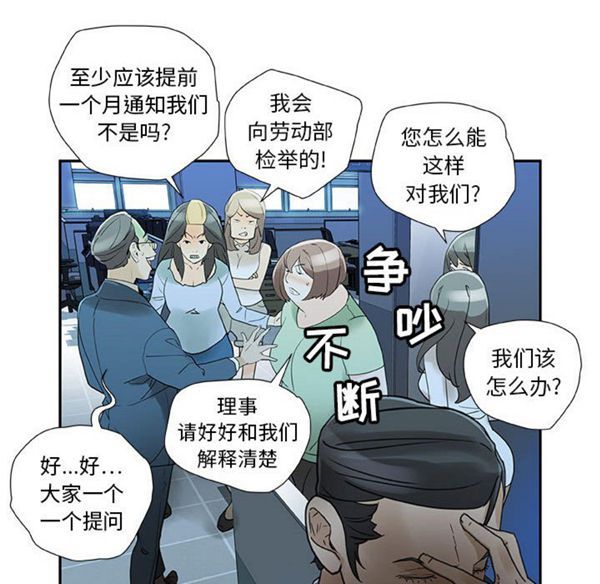 至少应该提前
一个月通知我们
不是吗?
我会
向劳动部
检举的!
您怎么能
这样
对我们?
争
吵
不
断
我们该
怎么办?
理事
请好好和我们
解释清楚
好...好...
大家一个
一个提问